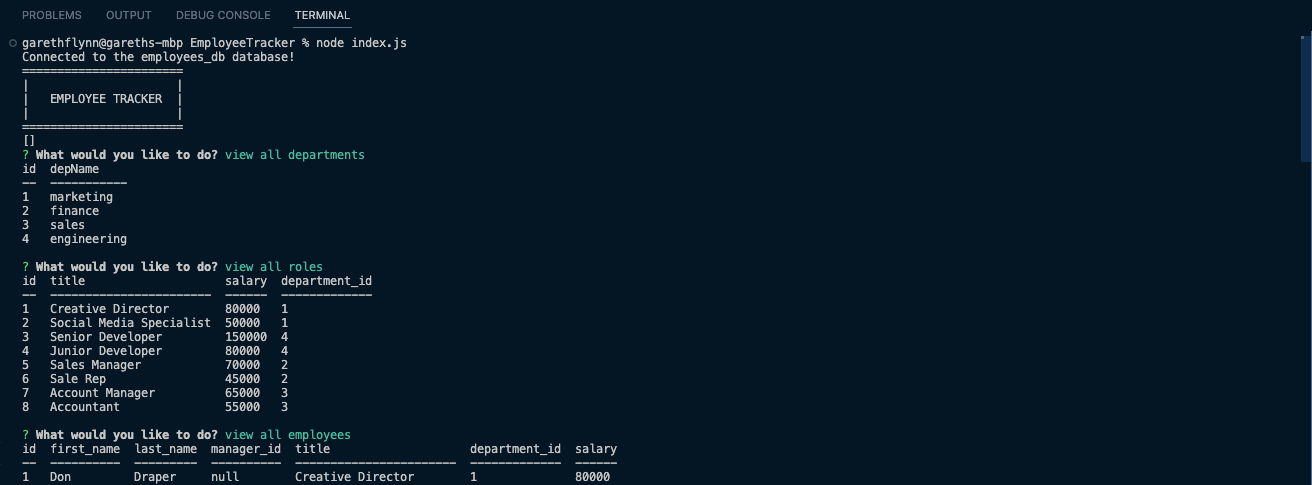 PROBLEMS OUTPUT DEBUG CONSOLE TERMINAL
garethflynn@gareths-mbp EmployeeTracker % node index.js
Connected to the employees_db database!
=======================
|                     |
|   EMPLOYEE TRACKER  |
|                     |
=======================
[]
? What would you like to do? view all departments
id  depName
--  -----------
1   marketing
2   finance
3   sales
4   engineering
? What would you like to do? view all roles
id  title                    salary  department_id
--  -----------------------  ------  -------------
1   Creative Director        80000   1
2   Social Media Specialist  50000   1
3   Senior Developer         150000  4
4   Junior Developer         80000   4
5   Sales Manager            70000   2
6   Sale Rep                 45000   2
7   Account Manager          65000   3
8   Accountant               55000   3
? What would you like to do? view all employees
id  first_name  last_name  manager_id  title                    department_id  salary
--  ----------  ---------  ----------  -----------------------  -------------  ------
1   Don         Draper     null        Creative Director        1              80000